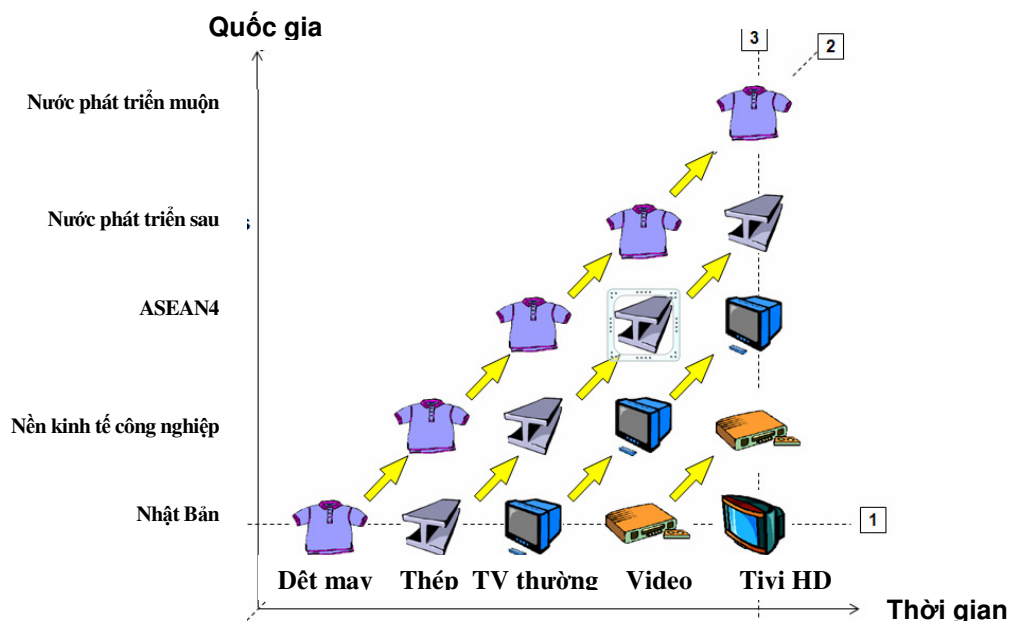 Quốc gia
3
2
Nước phát triển muộn
Nước phát triển sau
s
ASEAN4
Nền kinh tế công nghiệp
Nhật Bản
1
Dệt may Thép TV thường Video Tivi HD
Thời gian